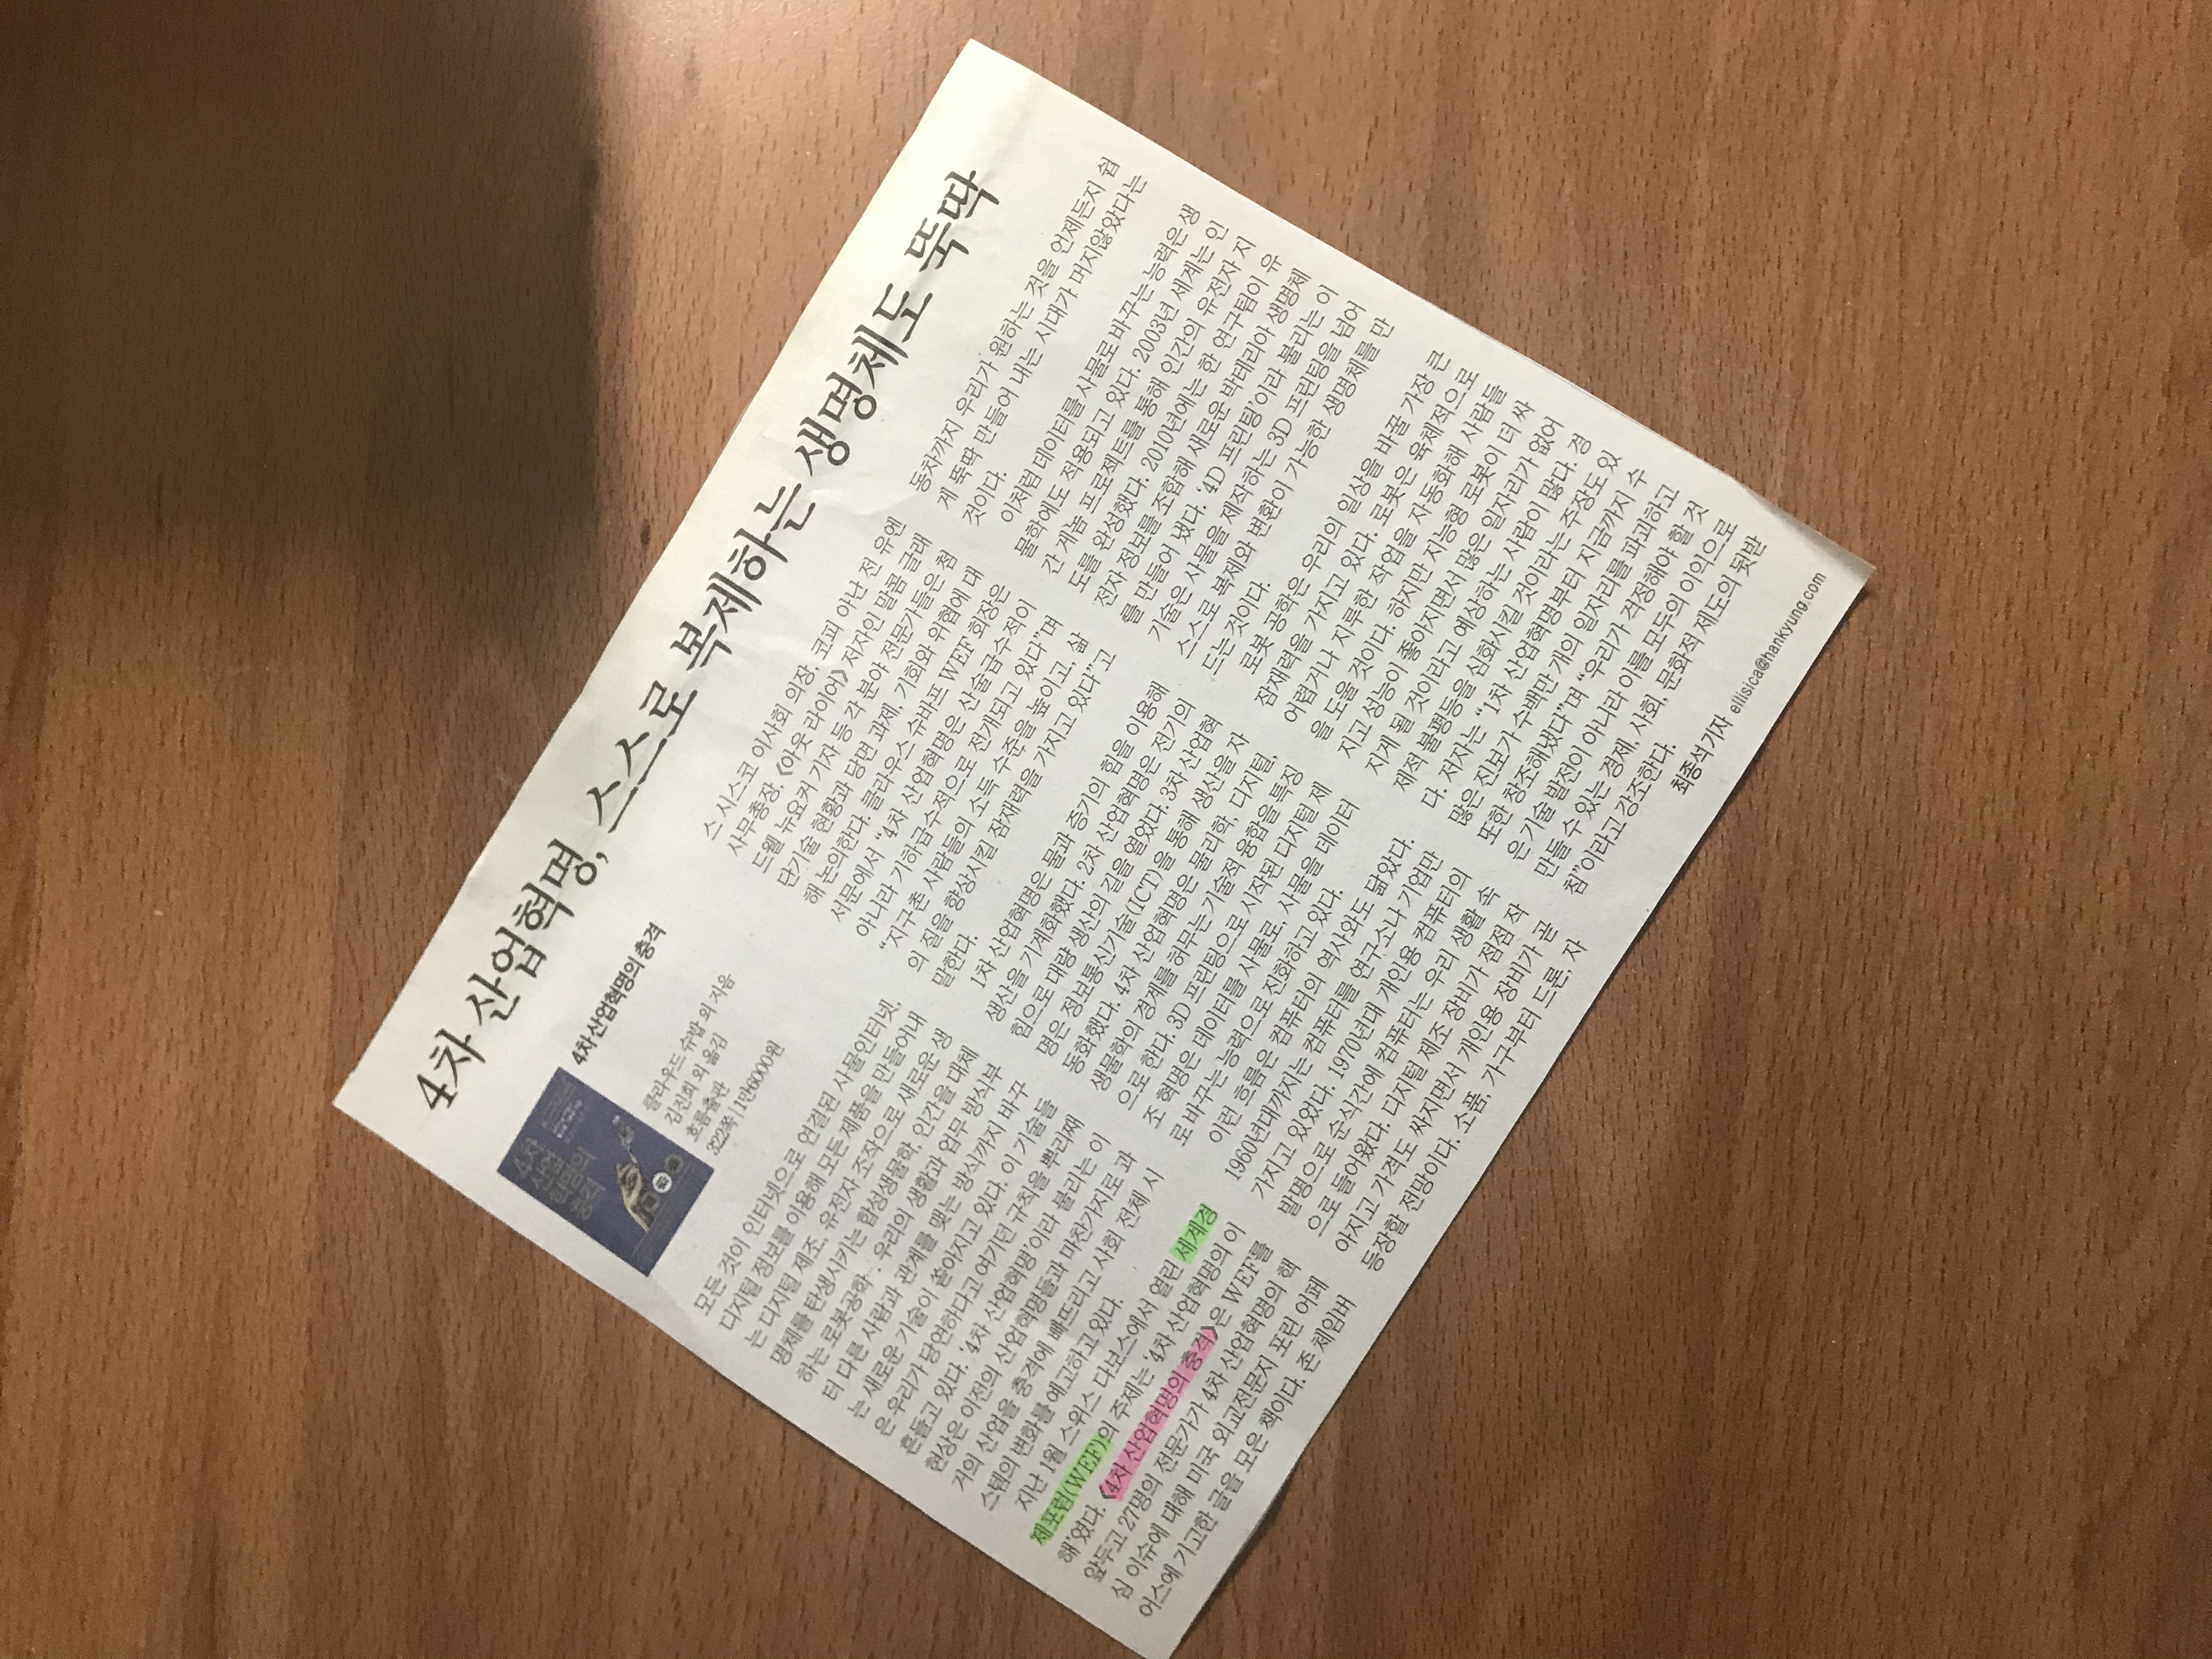 4차 산업혁명, 스스로 복제하는 생명체도 뚝딱
4차
산업
혁명의
충격
4차 산업혁명의 충격
클라우드 슈밥 외 지음
김진희 외 옮김
흐름출판
322쪽 | 1만6000원
모든 것이 인터넷으로 연결된 사물인터넷,
디지털 정보를 이용해 모든 제품을 만들어내
는 디지털 제조, 유전자 조작으로 새로운 생
명체를 탄생시키는 합성생물학, 인간을 대체
하는 로봇공학… 우리의 생활과 업무 방식부
터 다른 사람과 관계를 맺는 방식까지 바꾸
는 새로운 기술이 쏟아지고 있다. 이 기술들
은 우리가 당연하다고 여기던 규칙을 뿌리째
흔들고 있다. ‘4차 산업혁명’이라 불리는 이
현상은 이전의 산업혁명들과 마찬가지로 과
거의 산업을 충격에 빠뜨리고 사회 전체 시
스템의 변화를 예고하고 있다.
지난 1월 스위스 다보스에서 열린 세계경
제포럼(WEF)의 주제는 ‘4차 산업혁명의 이
해’였다. 《4차 산업혁명의 충격》은 WEF를
앞두고 27명의 전문가가 4차 산업혁명의 핵
심 이슈에 대해 미국 외교전문지 포린 어페
어스에 기고한 글을 모은 책이다. 존 체임버
스 시스코 이사회 의장, 코피 아난 전 유엔
사무총장, 《아웃 라이어》 저자인 말콤 글래
드웰 뉴요커 기자 등 각 분야 전문가들은 첨
단기술 현황과 당면 과제, 기회와 위협에 대
해 논의한다. 클라우스 슈바프 WEF 회장은
서문에서 “4차 산업혁명은 산술급수적이
아니라 기하급수적으로 전개되고 있다”며
“지구촌 사람들의 소득 수준을 높이고, 삶
의 질을 향상시킬 잠재력을 가지고 있다”고
말한다.
1차 산업혁명은 물과 증기의 힘을 이용해
생산을 기계화했다. 2차 산업혁명은 전기의
힘으로 대량 생산의 길을 열었다. 3차 산업혁
명은 정보통신기술(ICT)을 통해 생산을 자
동화했다. 4차 산업혁명은 물리학, 디지털,
생물학의 경계를 허무는 기술적 융합을 특징
으로 한다. 3D 프린팅으로 시작된 디지털 제
조 혁명은 데이터를 사물로, 사물을 데이터
로 바꾸는 능력으로 진화하고 있다.
이런 흐름은 컴퓨터의 역사와도 닮았다.
1960년대까지는 컴퓨터를 연구소나 기업만
가지고 있었다. 1970년대 개인용 컴퓨터의
발명으로 순식간에 컴퓨터는 우리 생활 속
으로 들어왔다. 디지털 제조 장비가 점점 작
아지고 가격도 싸지면서 개인용 장비가 곧
등장할 전망이다. 소품, 가구부터 드론, 자
동차까지 우리가 원하는 것을 언제든지 쉽
게 뚝딱 만들어 내는 시대가 머지않았다는
것이다.
이처럼 데이터를 사물로 바꾸는 능력은 생
물학에도 적용되고 있다. 2003년 세계는 인
간 게놈 프로젝트를 통해 인간의 유전자 지
도를 완성했다. 2010년에는 한 연구팀이 유
전자 정보를 조합해 새로운 박테리아 생명체
를 만들어 냈다. ‘4D 프린팅’이라 불리는 이
기술은 사물을 제작하는 3D 프린팅을 넘어
스스로 복제와 변환이 가능한 생명체를 만
드는 것이다.
로봇 공학은 우리의 일상을 바꿀 가장 큰
잠재력을 가지고 있다. 로봇은 육체적으로
어렵거나 지루한 작업을 자동화해 사람들
을 도울 것이다. 하지만 지능형 로봇이 더 싸
지고 성능이 좋아지면서 많은 일자리가 없어
지게 될 것이라고 예상하는 사람이 많다. 경
제적 불평등을 심화시킬 것이라는 주장도 있
다. 저자는 “1차 산업혁명부터 지금까지 수
많은 진보가 수백만 개의 일자리를 파괴하고
또한 창조해냈다”며 “우리가 걱정해야 할 것
은 기술 발전이 아니라 이를 모두의 이익으로
만들 수 있는 경제, 사회, 문화적 제도의 뒷받
침”이라고 강조한다.
최종석 기자 ellisica@hankyung.com